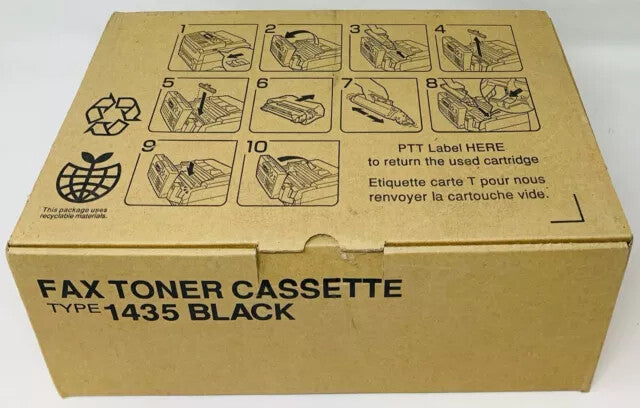 1 2 3 4
5 6 7 8
9 10
PTT Label HERE
to return the used cartridge
Etiquette carte T pour nous
renvoyer la cartouche vide.
This package uses
recyclable materials.
FAX TONER CASSETTE
TYPE 1435 BLACK